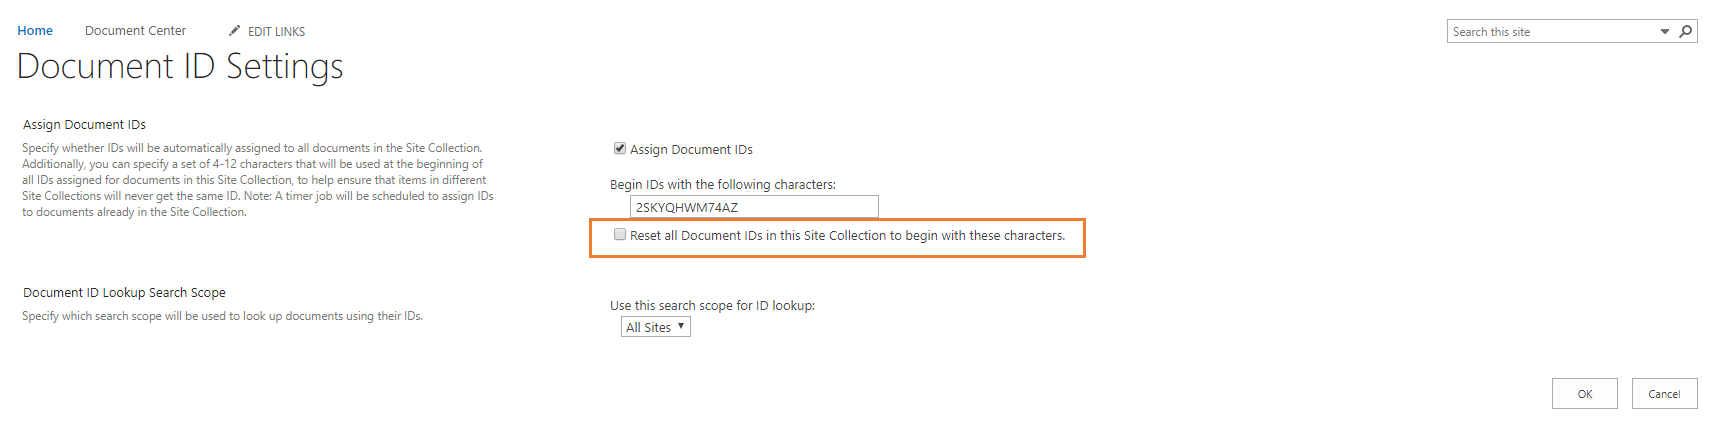 Home Document Center EDIT LINKS
Search this site
Document ID Settings
Assign Document IDs
Specify whether IDs will be automatically assigned to all documents in the Site Collection.
Additionally, you can specify a set of 4-12 characters that will be used at the beginning of
all IDs assigned for documents in this Site Collection, to help ensure that items in different
Site Collections will never get the same ID. Note: A timer job will be scheduled to assign IDs
to documents already in the Site Collection.
Assign Document IDs
Begin IDs with the following characters:
2SKYQHWM74AZ
Reset all Document IDs in this Site Collection to begin with these characters.
Document ID Lookup Search Scope
Specify which search scope will be used to look up documents using their IDs.
Use this search scope for ID lookup:
All Sites
OK Cancel